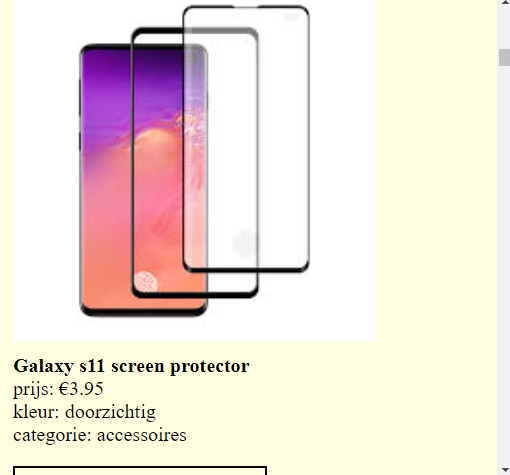 Galaxy s11 screen protector
prijs: €3.95
kleur: doorzichtig
categorie: accessoires